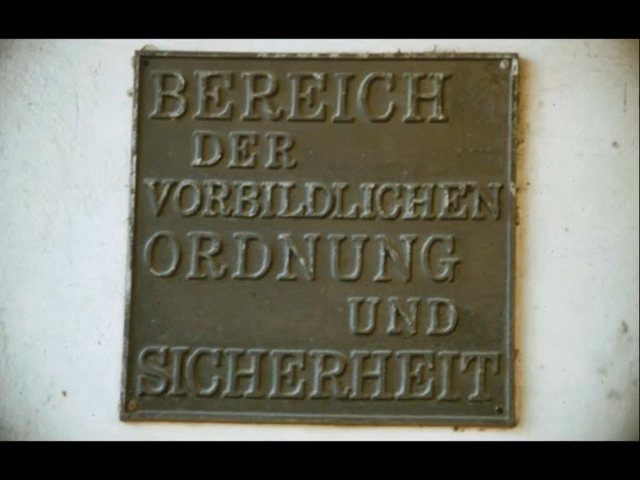 BEREICH
DER
VORBILDLICHEN
ORDNUNG
UND
SICHERHEIT